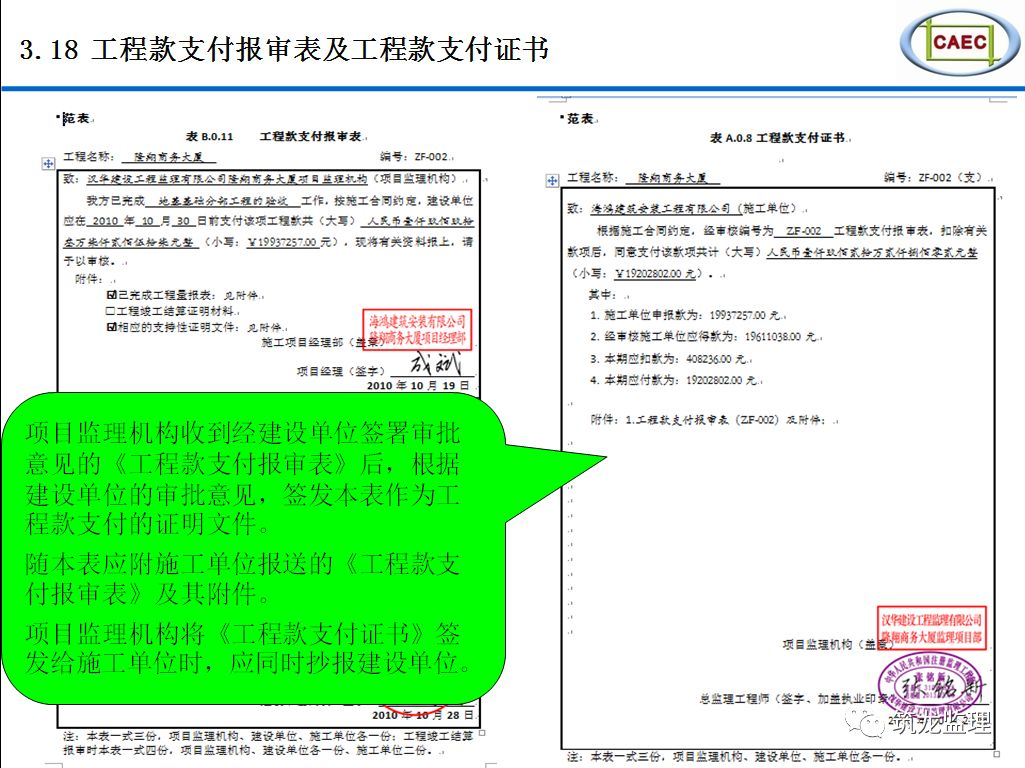 3.18 工程款支付报审表及工程款支付证书
CAEC
范表
表 B.0.11 工程款支付报审表
工程名称： 隆翔商务大厦 编号：ZF-002
致：汉华建设工程监理有限公司隆翔商务大厦项目监理机构（项目监理机构）
我方已完成 地基基础分部工程的验收 工作，按施工合同约定，建设单位
应在 2010 年 10 月 30 日前支付该项工程款共（大写） 人民币壹仟玖佰玖拾
叁万柒仟贰佰伍拾柒元整 （小写：¥19937257.00 元），现将有关资料报上，请
予以审核。
附件：
☑已完成工程量报表：见附件
□工程竣工结算证明材料
☑相应的支持性证明文件：见附件
海鸿建筑安装有限公司
隆翔商务大厦项目经理部
施工项目经理部（盖章）
项目经理（签字） 成斌
2010 年 10 月 19 日
项目监理机构收到经建设单位签署审批
意见的《工程款支付报审表》后，根据
建设单位的审批意见，签发本表作为工
程款支付的证明文件。
随本表应附施工单位报送的《工程款支
付报审表》及其附件。
项目监理机构将《工程款支付证书》签
发给施工单位时，应同时抄报建设单位。
2010 年 10 月 28 日
注：本表一式三份，项目监理机构、建设单位、施工单位各一份；工程竣工结算
报审时本表一式四份，项目监理机构、建设单位各一份、施工单位二份。
范表
表 A.0.8 工程款支付证书
工程名称： 隆翔商务大厦 编号：ZF-002（支）
致：海鸿建筑安装工程有限公司（施工单位）
根据施工合同约定，经审核编号为 ZF-002 工程款支付报审表，扣除有关
款项后，同意支付该款项共计（大写）人民币壹仟玖佰贰拾万贰仟捌佰零贰元整
（小写：¥19202802.00 元）。
其中：
1. 施工单位申报款为：19937257.00 元
2. 经审核施工单位应得款为：19611038.00 元
3. 本期应扣款为：408236.00 元
4. 本期应付款为：19202802.00 元
附件：1.工程款支付报审表（ZF-002）及附件；
汉华建设工程监理有限公司
隆翔商务大厦监理项目部
项目监理机构（盖章）
中华人民共和国注册监理工程师
张铭新
总监理工程师（签字、加盖执业印章）
筑龙监理
注：本表一式三份，项目监理机构、建设单位、施工单位各一份。